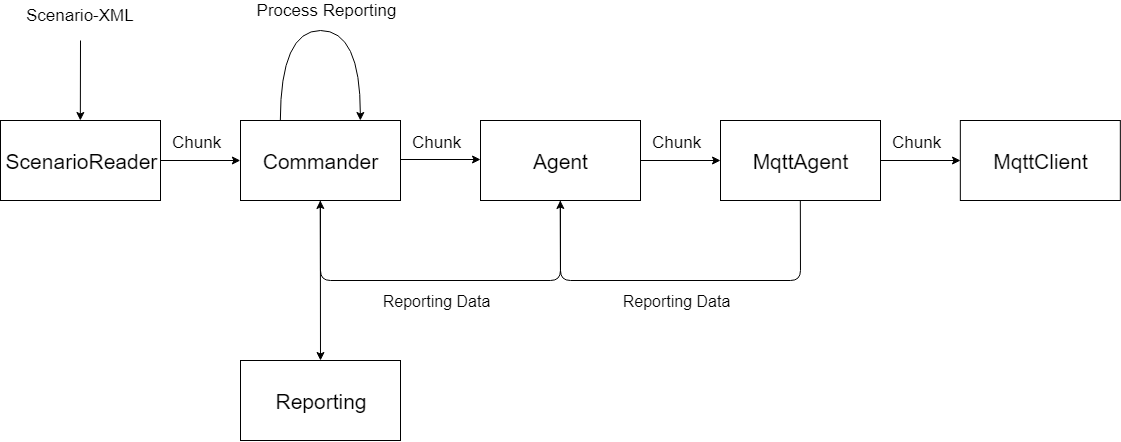 Scenario-XML
Process Reporting
ScenarioReader
Chunk
Commander
Chunk
Agent
Chunk
MqttAgent
Chunk
MqttClient
Reporting Data
Reporting Data
Reporting